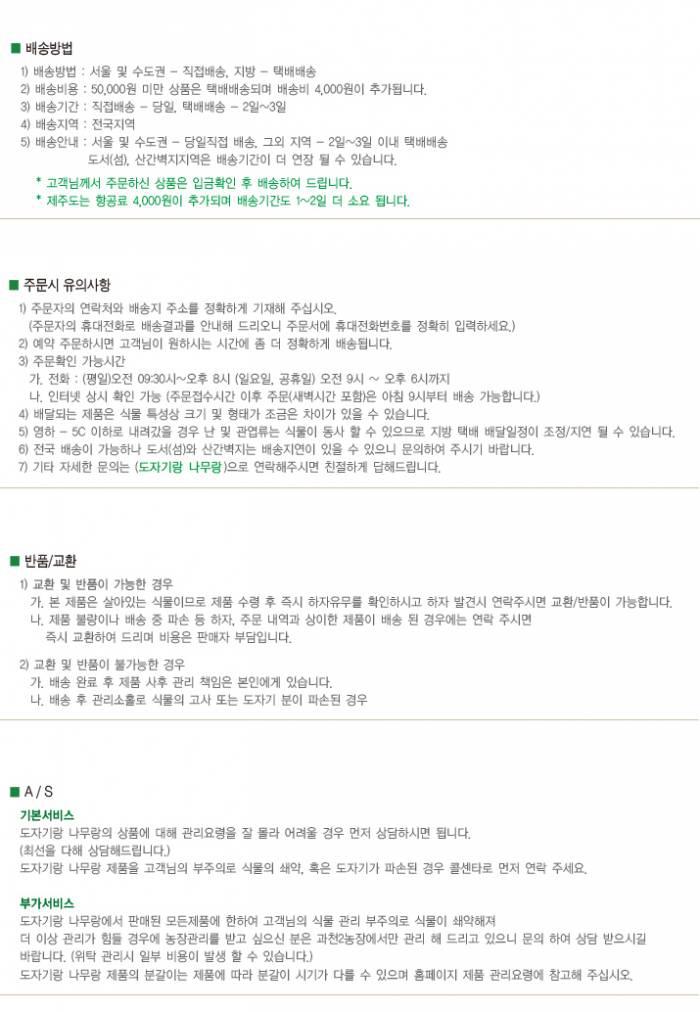 ■ 배송방법
1) 배송방법 : 서울 및 수도권 - 직접배송, 지방 - 택배배송
2) 배송비용 : 50,000원 미만 상품은 택배배송되며 배송비 4,000원이 추가됩니다.
3) 배송기간 : 직접배송 - 당일, 택배배송 - 2일~3일
4) 배송지역 : 전국지역
5) 배송안내 : 서울 및 수도권 - 당일직접 배송, 그외 지역 - 2일~3일 이내 택배배송
도서(섬), 산간벽지지역은 배송기간이 더 연장 될 수 있습니다.
* 고객님께서 주문하신 상품은 입금확인 후 배송하여 드립니다.
* 제주도는 항공료 4,000원이 추가되며 배송기간도 1~2일 더 소요 됩니다.
■ 주문시 유의사항
1) 주문자의 연락처와 배송지 주소를 정확하게 기재해 주십시오.
(주문자의 휴대전화로 배송결과를 안내해 드리오니 주문서에 휴대전화번호를 정확히 입력하세요.)
2) 예약 주문하시면 고객님이 원하시는 시간에 좀 더 정확하게 배송됩니다.
3) 주문확인 가능시간
가. 전화 : (평일)오전 09:30시~오후 8시 (일요일, 공휴일) 오전 9시 ~ 오후 6시까지
나. 인터넷 상시 확인 가능 (주문접수시간 이후 주문(새벽시간 포함)은 아침 9시부터 배송 가능합니다.)
4) 배달되는 제품은 식물 특성상 크기 및 형태가 조금은 차이가 있을 수 있습니다.
5) 영하 - 5C 이하로 내려갔을 경우 난 및 관엽류는 식물이 동사 할 수 있으므로 지방 택배 배달일정이 조정/지연 될 수 있습니다.
6) 전국 배송이 가능하나 도서(섬)와 산간벽지는 배송지연이 있을 수 있으니 문의하여 주시기 바랍니다.
7) 기타 자세한 문의는 (도자기랑 나무랑)으로 연락해주시면 친절하게 답해드립니다.
■ 반품/교환
1) 교환 및 반품이 가능한 경우
가. 본 제품은 살아있는 식물이므로 제품 수령 후 즉시 하자유무를 확인하시고 하자 발견시 연락주시면 교환/반품이 가능합니다.
나. 제품 불량이나 배송 중 파손 등 하자, 주문 내역과 상이한 제품이 배송 된 경우에는 연락 주시면
즉시 교환하여 드리며 비용은 판매자 부담입니다.
2) 교환 및 반품이 불가능한 경우
가. 배송 완료 후 제품 사후 관리 책임은 본인에게 있습니다.
나. 배송 후 관리소홀로 식물의 고사 또는 도자기 분이 파손된 경우
■ A / S
기본서비스
도자기랑 나무랑의 상품에 대해 관리요령을 잘 몰라 어려울 경우 먼저 상담하시면 됩니다.
(최선을 다해 상담해드립니다.)
도자기랑 나무랑 제품을 고객님의 부주의로 식물의 쇄약, 혹은 도자기가 파손된 경우 콜센타로 먼저 연락 주세요.
부가서비스
도자기랑 나무랑에서 판매된 모든제품에 한하여 고객님의 식물 관리 부주의로 식물이 쇄약해져
더 이상 관리가 힘들 경우에 농장관리를 받고 싶으신 분은 과천2농장에서만 관리 해 드리고 있으니 문의 하여 상담 받으시길
바랍니다. (위탁 관리시 일부 비용이 발생 할 수 있습니다.)
도자기랑 나무랑 제품의 분갈이는 제품에 따라 분갈이 시기가 다를 수 있으며 홈페이지 제품 관리요령에 참고해 주십시오.